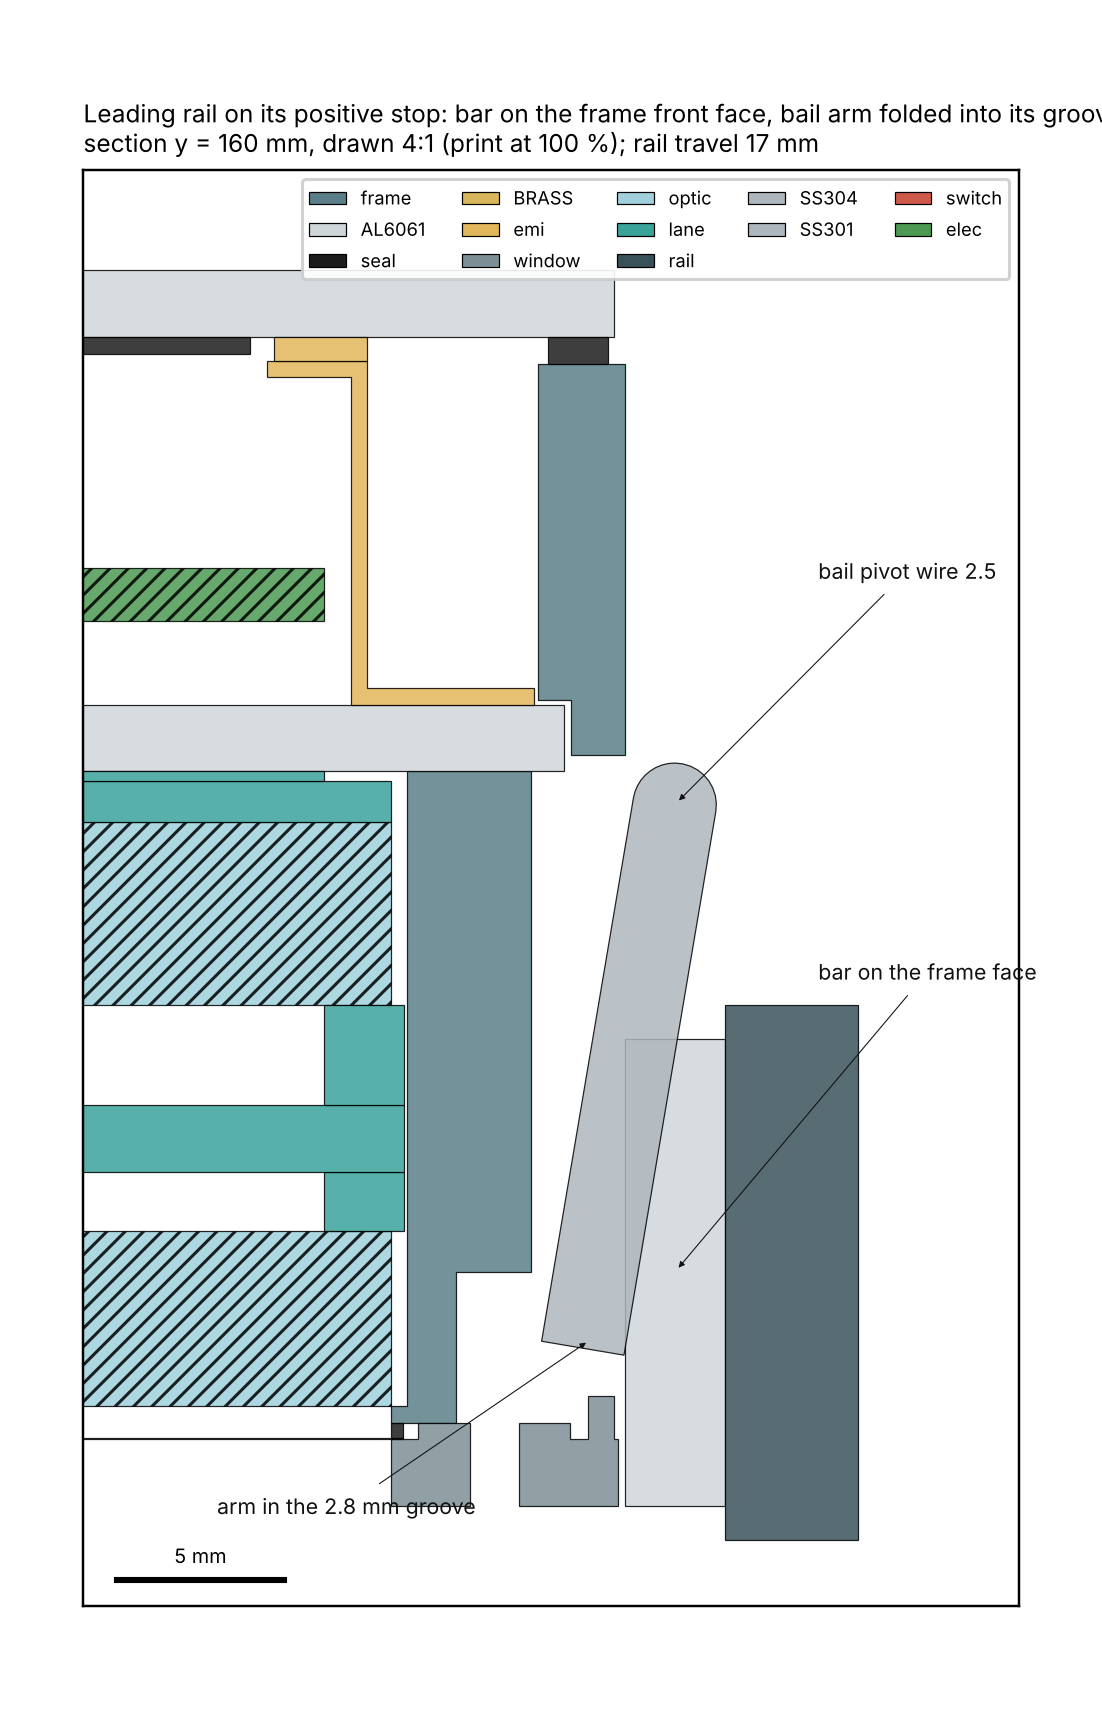 Leading rail on its positive stop: bar on the frame front face, bail arm folded into its
section y = 160 mm, drawn 4:1 (print at 100 %); rail travel 17 mm
frame BRASS optic SS304 switch
AL6061 emi lane SS301 elec
seal window rail
bail pivot wire 2.5
bar on the frame face
arm in the 2.8 mm groove
5 mm